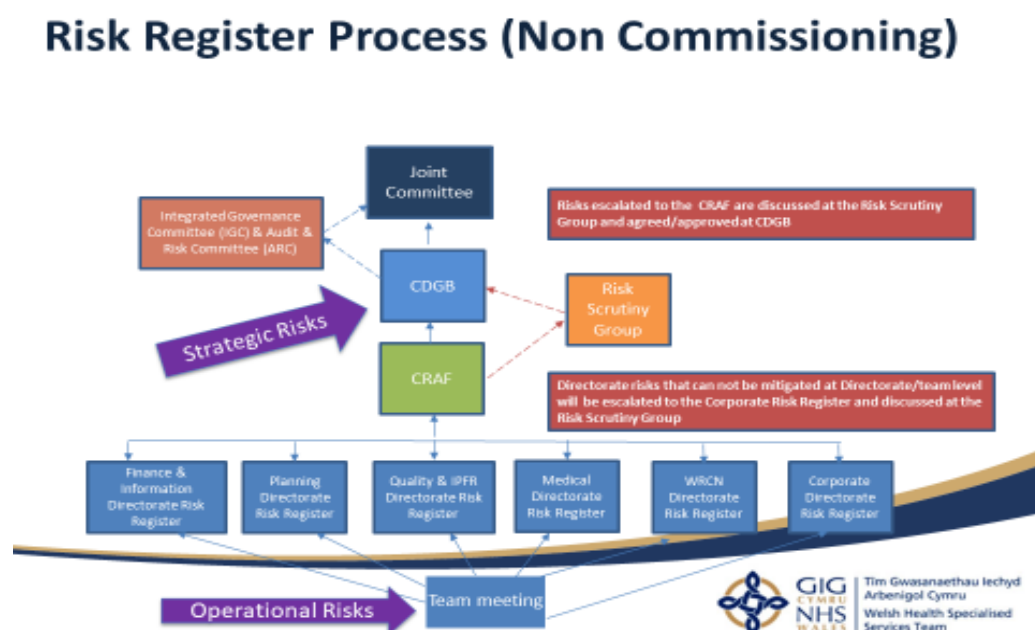 Risk Register Process (Non Commissioning)
Joint
Committee
Integrated Governance
Committee (IGC) & Audit &
Risk Committee (ARC)
Risks escalated to the CRAF are discussed at the Risk Scrutiny
Group and agreed/approved at CDGB
CDGB
Risk
Scrutiny
Group
Strategic Risks
CRAF
Directorate risks that can not be mitigated at Directorate/team level
will be escalated to the Corporate Risk Register and discussed at the
Risk Scrutiny Group
Finance &
Information
Directorate Risk
Register
Planning
Directorate
Risk Register
Quality & IPFR
Directorate Risk
Register
Medical
Directorate
Risk Register
WRCN
Directorate
Risk Register
Corporate
Directorate
Risk Register
Team meeting
Operational Risks
GIG
CYMRU
NHS
WALES
Tîm Gwasanaethau Iechyd
Arbenigol Cymru
Welsh Health Specialised
Services Team